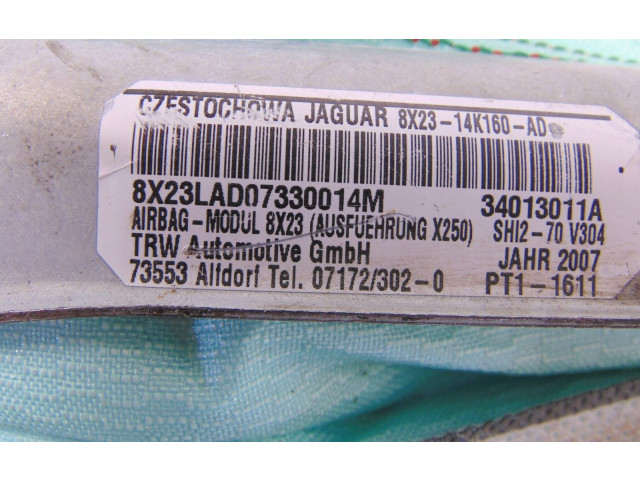 CZESTOCHOWA JAGUAR 8X23-14K160-AD
8X23LAD07330014M 34013011A
AIRBAG-MODUL 8X23 (AUSFUEHRUNG X250) SHI2-70 V304
TRW Automotive GmbH JAHR 2007
73553 Alfdorf Tel. 07172/302-0 PT1-1611